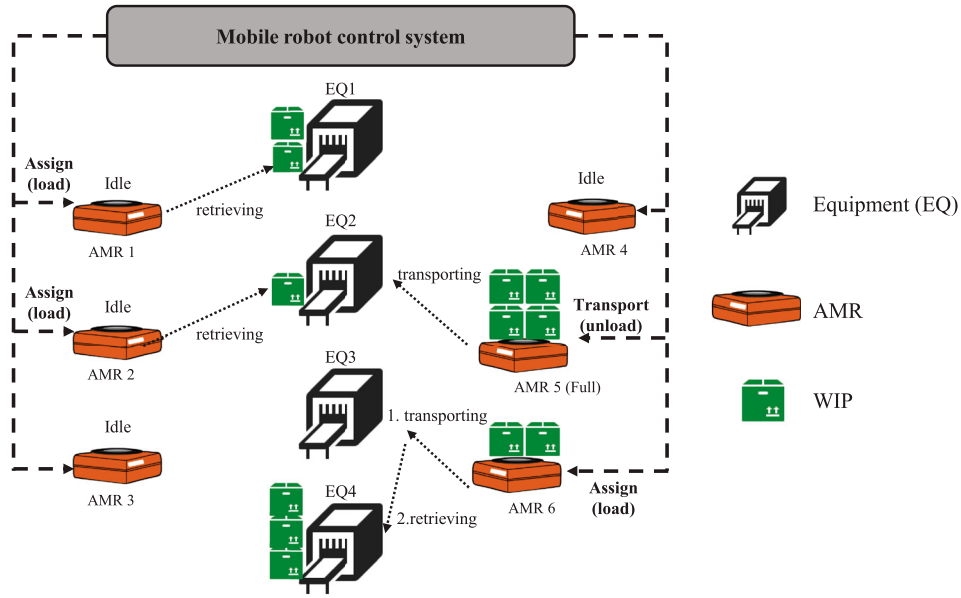 Mobile robot control system
EQ1
Assign
(load)
Idle
retrieving
AMR 1
Idle
AMR 4
Equipment (EQ)
EQ2
transporting
Assign
(load)
Idle
retrieving
AMR 2
Transport
(unload)
AMR 5 (Full)
AMR
EQ3
1. transporting
WIP
Idle
AMR 3
EQ4
2.retrieving
AMR 6
Assign
(load)